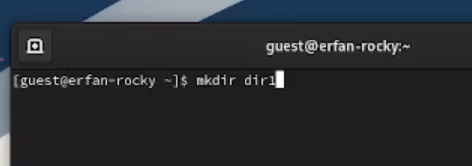 guest@erfan-rocky:~
[guest@erfan-rocky ~]$ mkdir dir1